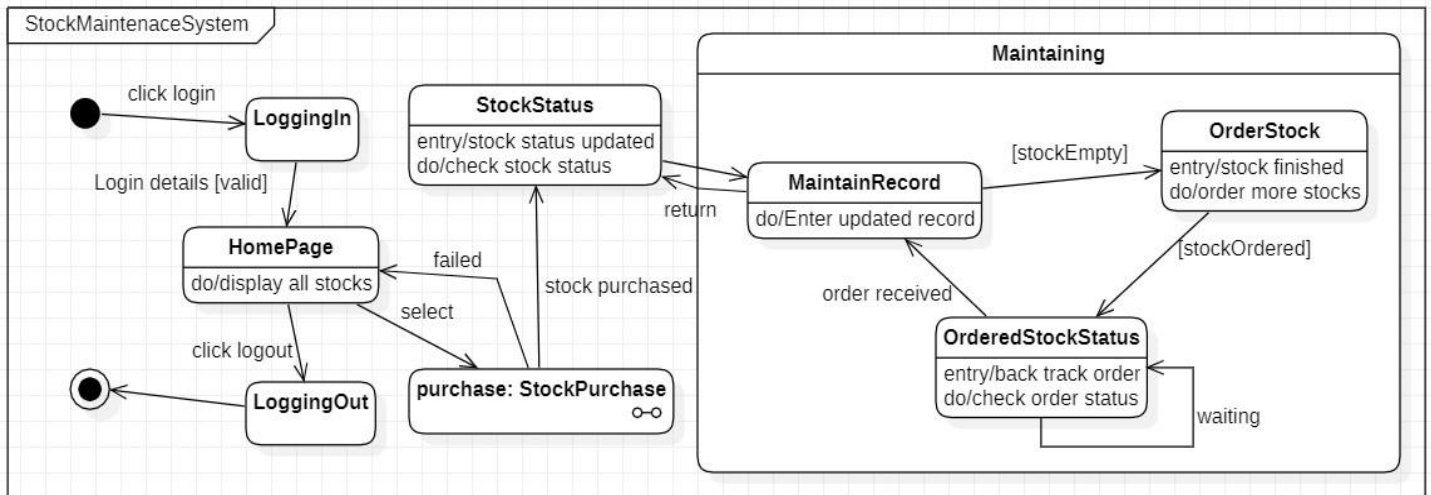 StockMaintenaceSystem
click login
LoggingIn
Login details [valid]
HomePage
do/display all stocks
click logout
LoggingOut
select
failed
purchase: StockPurchase
stock purchased
StockStatus
entry/stock status updated
do/check stock status
return
Maintaining
MaintainRecord
do/Enter updated record
[stockEmpty]
OrderStock
entry/stock finished
do/order more stocks
[stockOrdered]
order received
OrderedStockStatus
entry/back track order
do/check order status
waiting